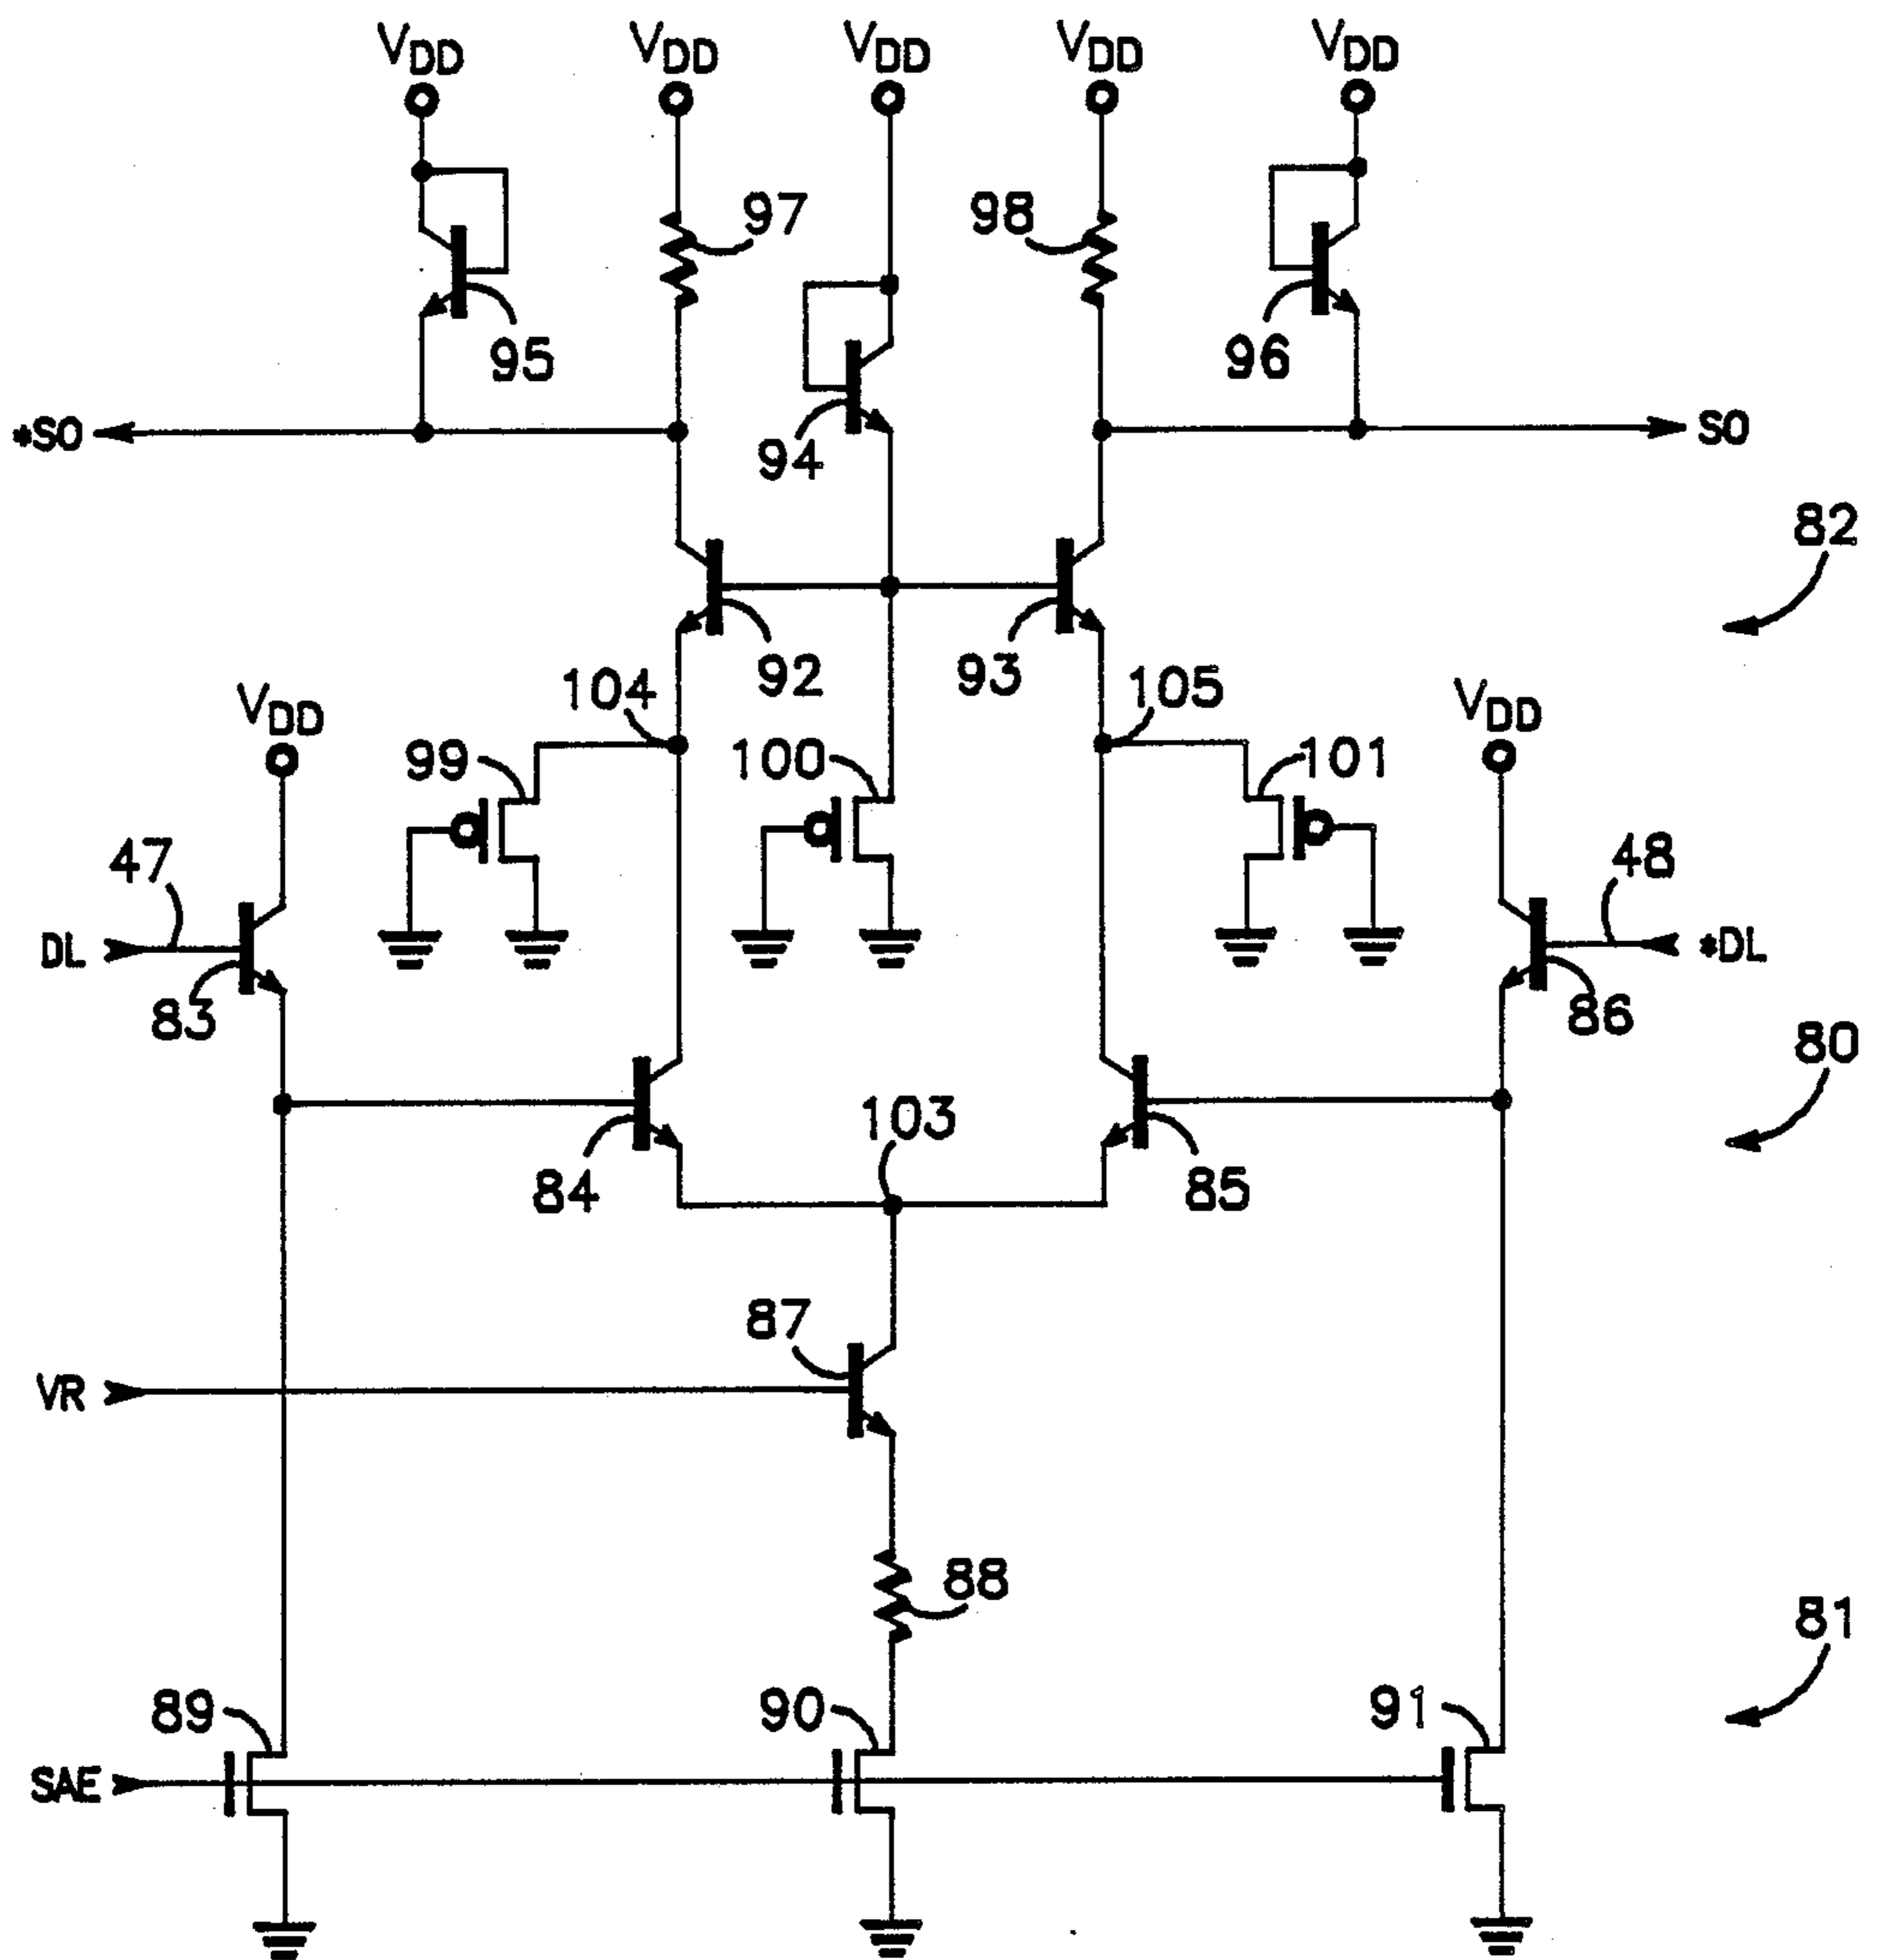 VDD VDD VDD VDD VDD
97 98
95 96
*SO 94 SO
82
92 93
104 105
VDD VDD
99 100 101
47 48
DL *DL
83 86
80
103
84 85
87
VR
88
81
89 90 91
SAE